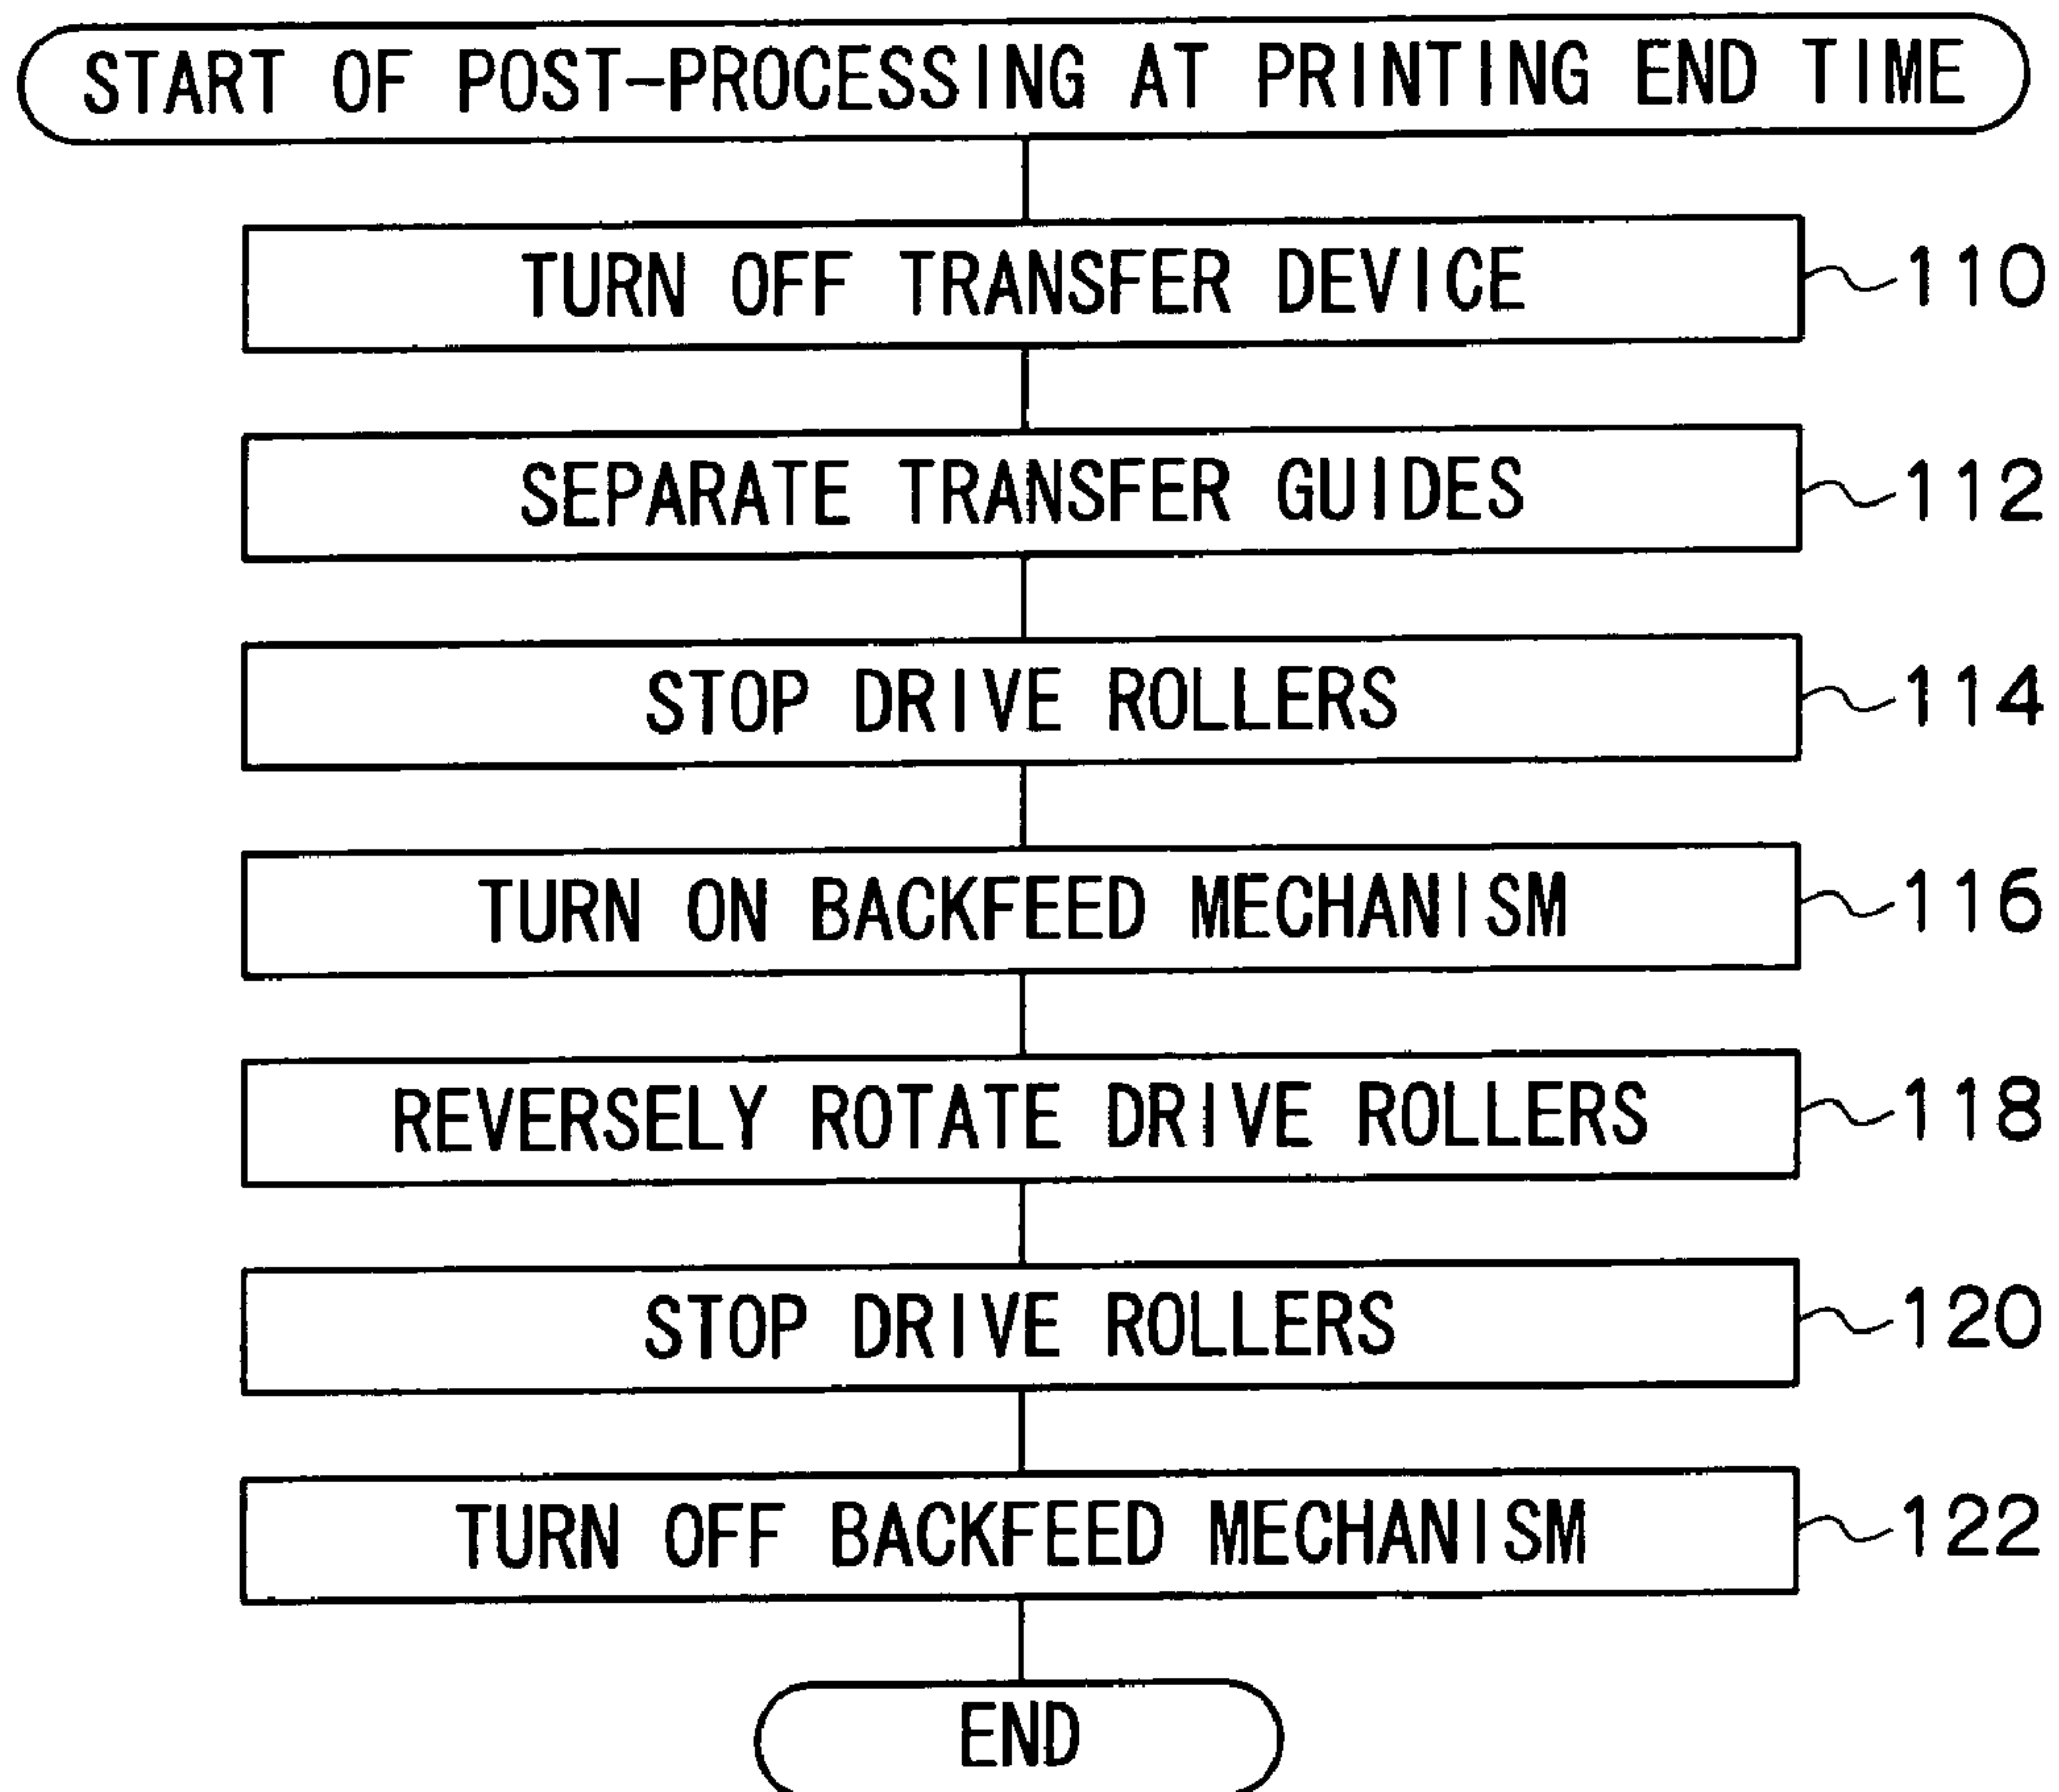 START OF POST-PROCESSING AT PRINTING END TIME
TURN OFF TRANSFER DEVICE 110
SEPARATE TRANSFER GUIDES 112
STOP DRIVE ROLLERS 114
TURN ON BACKFEED MECHANISM 116
REVERSELY ROTATE DRIVE ROLLERS 118
STOP DRIVE ROLLERS 120
TURN OFF BACKFEED MECHANISM 122
END